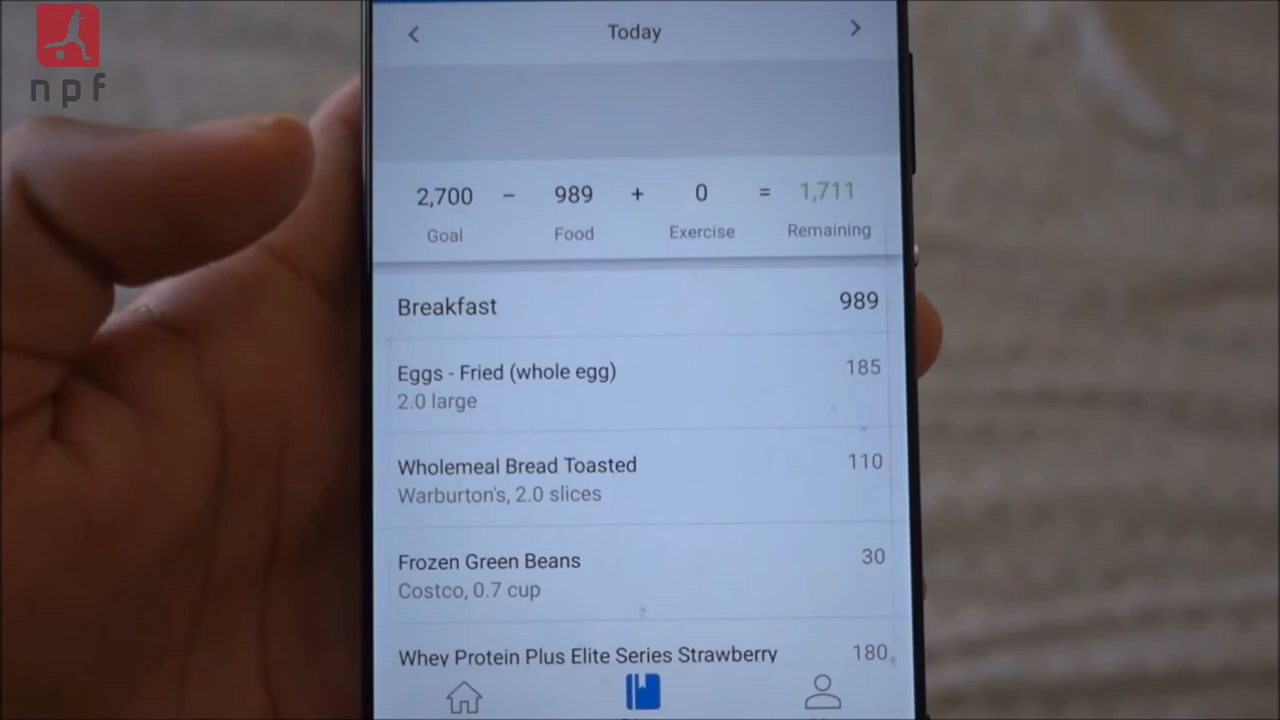 npf
Today
2,700 - 989 + 0 = 1,711
Goal Food Exercise Remaining
Breakfast 989
Eggs - Fried (whole egg) 185
2.0 large
Wholemeal Bread Toasted 110
Warburton's, 2.0 slices
Frozen Green Beans 30
Costco, 0.7 cup
Whey Protein Plus Elite Series Strawberry 180